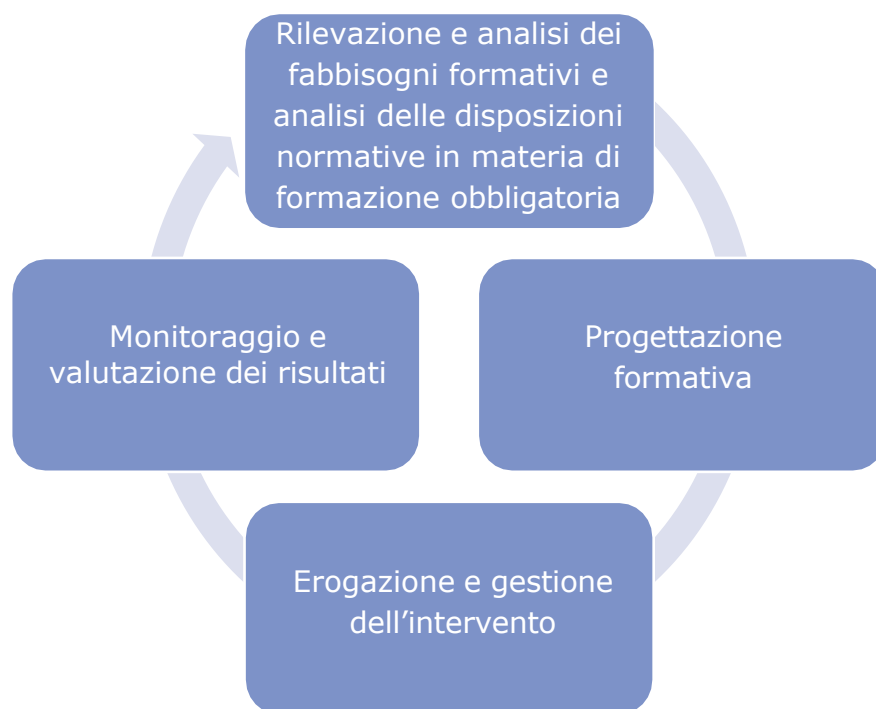 Rilevazione e analisi dei
fabbisogni formativi e
analisi delle disposizioni
normative in materia di
formazione obbligatoria
Progettazione
formativa
Erogazione e gestione
dell’intervento
Monitoraggio e
valutazione dei risultati